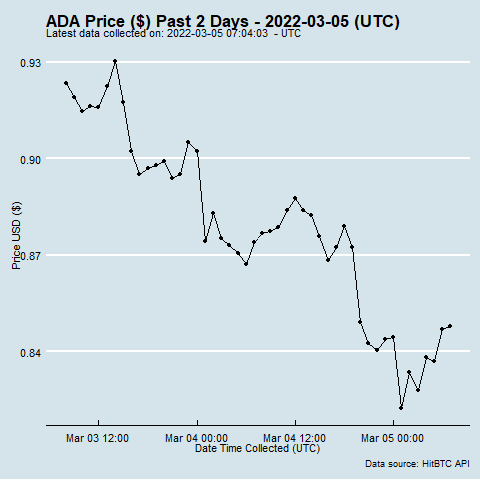 ADA Price ($) Past 2 Days - 2022-03-05 (UTC)
Latest data collected on: 2022-03-05 07:04:03 - UTC
0.93
0.90
0.87
0.84
Price USD ($)
Mar 03 12:00 Mar 04 00:00 Mar 04 12:00 Mar 05 00:00
Date Time Collected (UTC)
Data source: HitBTC API